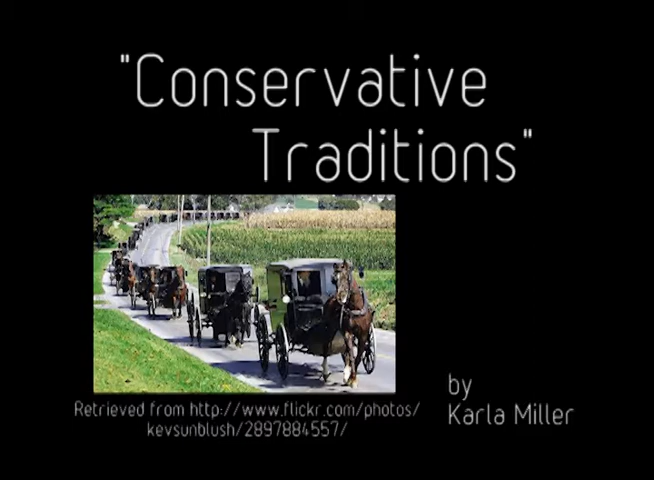 "Conservative
Traditions"
Retrieved from http://www.flickr.com/photos/
kevsunblush/2897884557/
by
Karla Miller